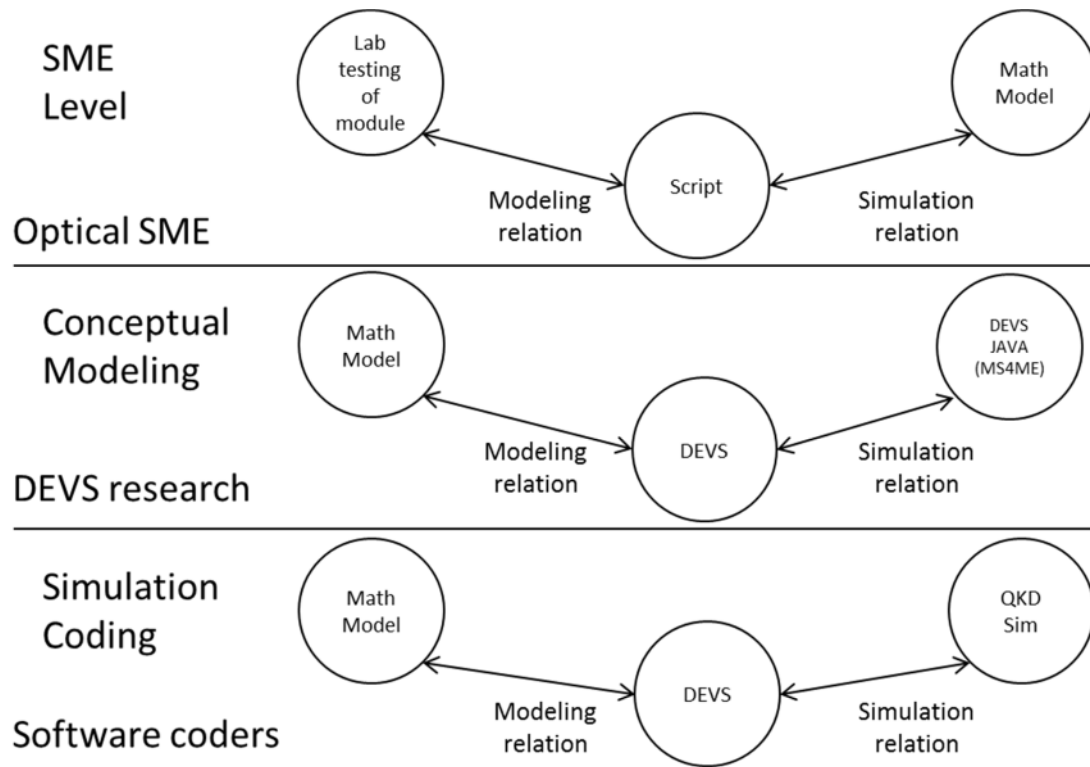 SME
Level
Lab
testing
of
module
Math
Model
Script
Modeling
relation
Simulation
relation
Optical SME
Conceptual
Modeling
Math
Model
DEVS
JAVA
(MS4ME)
DEVS
Modeling
relation
Simulation
relation
DEVS research
Simulation
Coding
Math
Model
QKD
Sim
DEVS
Modeling
relation
Simulation
relation
Software coders